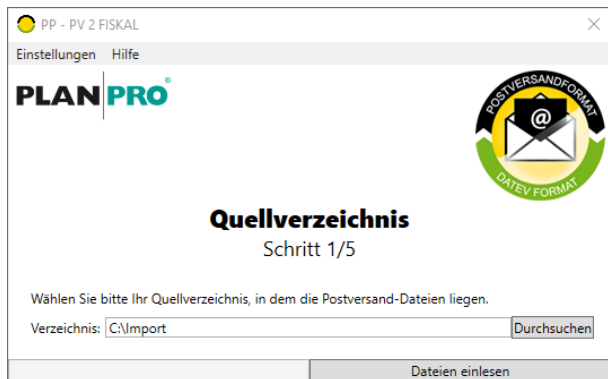 PP - PV 2 FISKAL
Einstellungen Hilfe
PLAN PRO®
POSTVERSANDFORMAT
@
DATEV FORMAT
Quellverzeichnis
Schritt 1/5
Wählen Sie bitte Ihr Quellverzeichnis, in dem die Postversand-Dateien liegen.
Verzeichnis: C:\Import Durchsuchen
Dateien einlesen